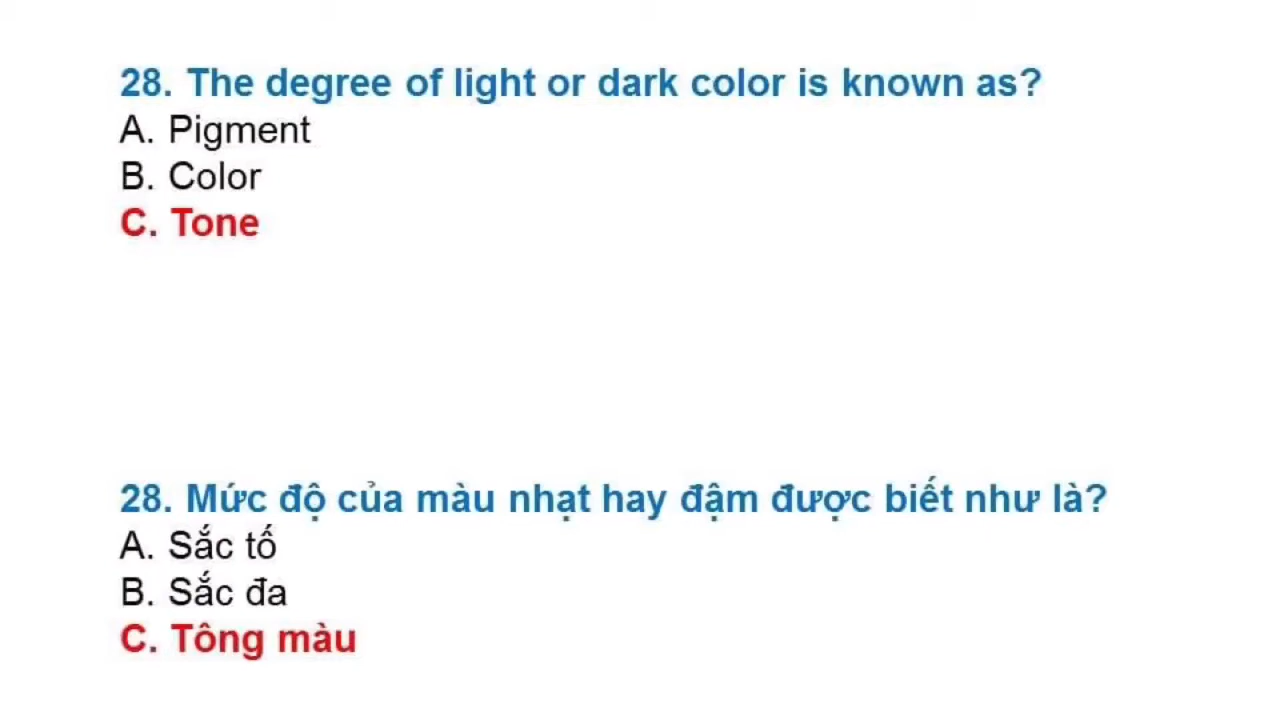 28. The degree of light or dark color is known as?
A. Pigment
B. Color
C. Tone
28. Mức độ của màu nhạt hay đậm được biết như là?
A. Sắc tố
B. Sắc đa
C. Tông màu